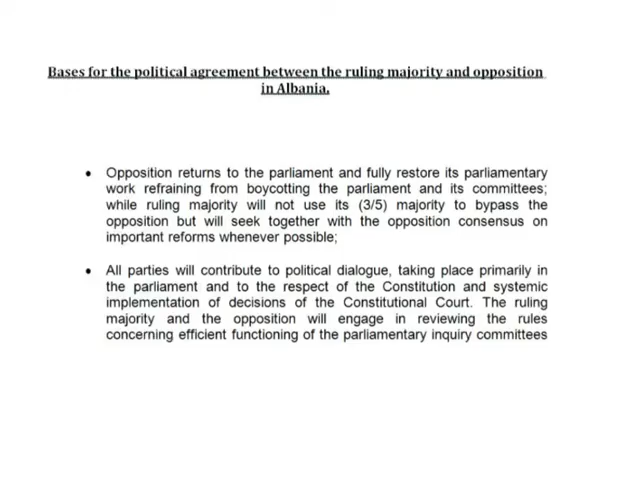 Bases for the political agreement between the ruling majority and opposition
in Albania.
• Opposition returns to the parliament and fully restore its parliamentary
work refraining from boycotting the parliament and its committees;
while ruling majority will not use its (3/5) majority to bypass the
opposition but will seek together with the opposition consensus on
important reforms whenever possible;
• All parties will contribute to political dialogue, taking place primarily in
the parliament and to the respect of the Constitution and systemic
implementation of decisions of the Constitutional Court. The ruling
majority and the opposition will engage in reviewing the rules
concerning efficient functioning of the parliamentary inquiry committees